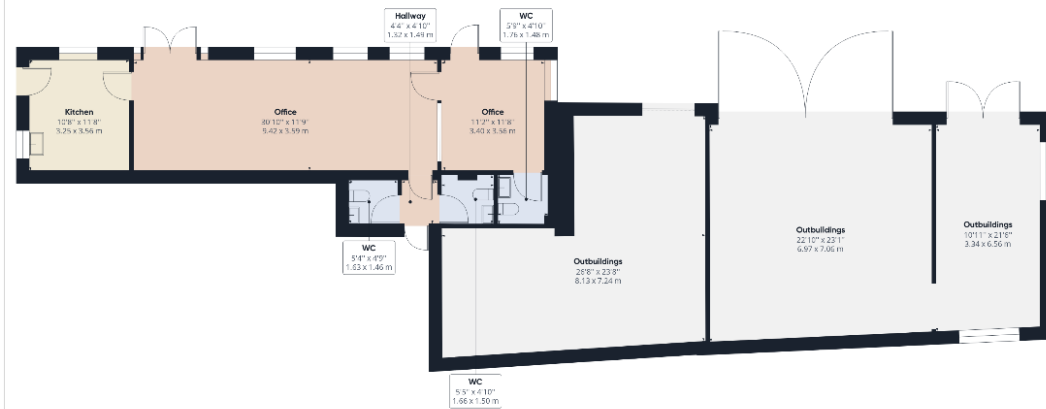 Hallway
4'4" x 4'10"
1.32 x 1.49 m
WC
5'9" x 4'10"
1.76 x 1.48 m
Kitchen
10'8" x 11'8"
3.25 x 3.56 m
Office
30'10" x 11'9"
9.42 x 3.59 m
Office
11'2" x 11'8"
3.40 x 3.56 m
WC
5'4" x 4'9"
1.63 x 1.46 m
Outbuildings
26'8" x 23'8"
8.13 x 7.24 m
Outbuildings
22'10" x 23'1"
6.97 x 7.06 m
Outbuildings
10'11" x 21'6"
3.34 x 6.56 m
WC
5'5" x 4'10"
1.66 x 1.50 m